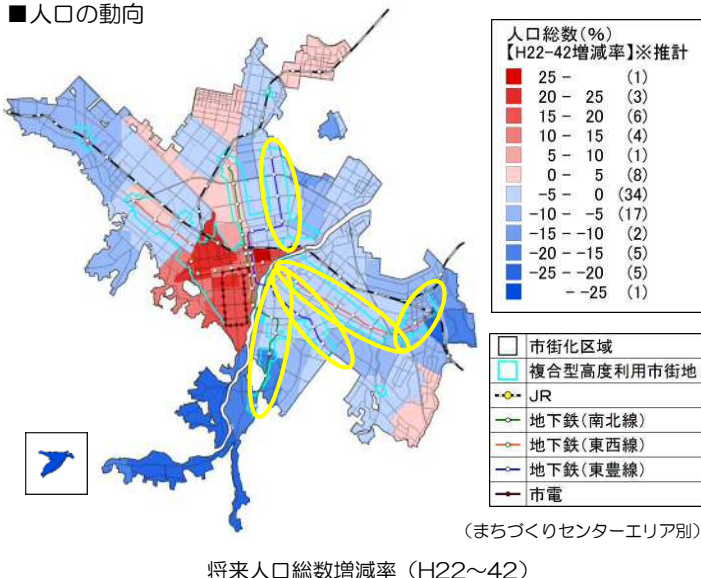 ■人口の動向
人口総数(%)
【H22-42増減率】※推計
25 - (1)
20 - 25 (3)
15 - 20 (6)
10 - 15 (4)
5 - 10 (1)
0 - 5 (8)
-5 - 0 (34)
-10 - -5 (17)
-15 - -10 (2)
-20 - -15 (5)
-25 - -20 (5)
- -25 (1)
市街化区域
複合型高度利用市街地
JR
地下鉄(南北線)
地下鉄(東西線)
地下鉄(東豊線)
市電
(まちづくりセンターエリア別)
将来人口総数増減率（H22～42）